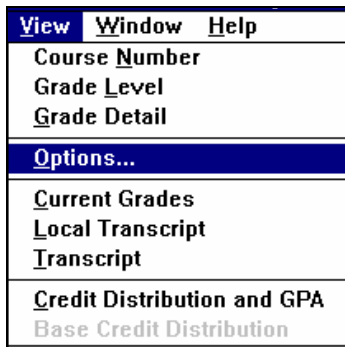 View Window Help
Course Number
Grade Level
Grade Detail
Options...
Current Grades
Local Transcript
Transcript
Credit Distribution and GPA
Base Credit Distribution